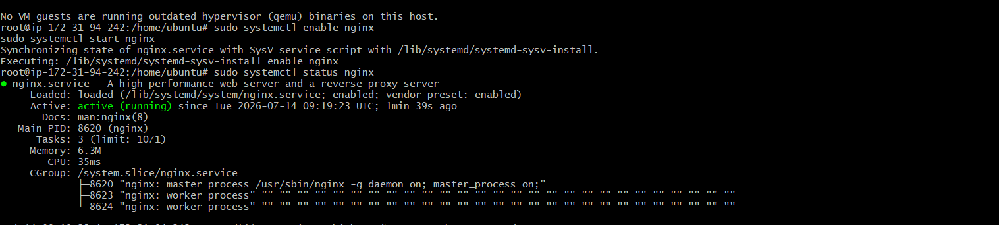 No VM guests are running outdated hypervisor (qemu) binaries on this host.
root@ip-172-31-94-242:/home/ubuntu# sudo systemctl enable nginx
sudo systemctl start nginx
Synchronizing state of nginx.service with SysV service script with /lib/systemd/systemd-sysv-install.
Executing: /lib/systemd/systemd-sysv-install enable nginx
root@ip-172-31-94-242:/home/ubuntu# sudo systemctl status nginx
● nginx.service - A high performance web server and a reverse proxy server
     Loaded: loaded (/lib/systemd/system/nginx.service; enabled; vendor preset: enabled)
     Active: active (running) since Tue 2026-07-14 09:19:23 UTC; 1min 39s ago
       Docs: man:nginx(8)
   Main PID: 8620 (nginx)
      Tasks: 3 (limit: 1071)
     Memory: 6.3M
        CPU: 35ms
     CGroup: /system.slice/nginx.service
             ├─8620 "nginx: master process /usr/sbin/nginx -g daemon on; master_process on;"
             ├─8623 "nginx: worker process" "" "" "" "" "" "" "" "" "" "" "" "" "" "" "" "" "" "" "" "" "" "" "" "" "" "" ""
             └─8624 "nginx: worker process" "" "" "" "" "" "" "" "" "" "" "" "" "" "" "" "" "" "" "" "" "" "" "" "" "" "" ""